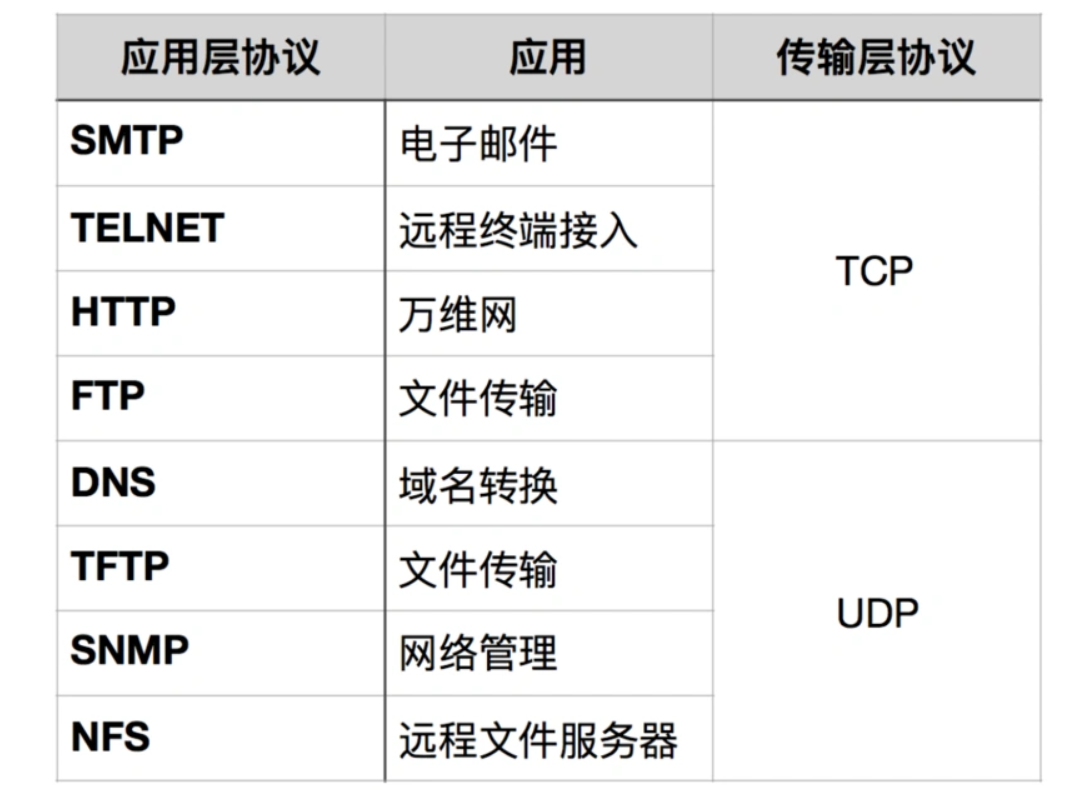 应用层协议 应用 传输层协议
SMTP 电子邮件
TELNET 远程终端接入
TCP
HTTP 万维网
FTP 文件传输
DNS 域名转换
TFTP 文件传输
UDP
SNMP 网络管理
NFS 远程文件服务器